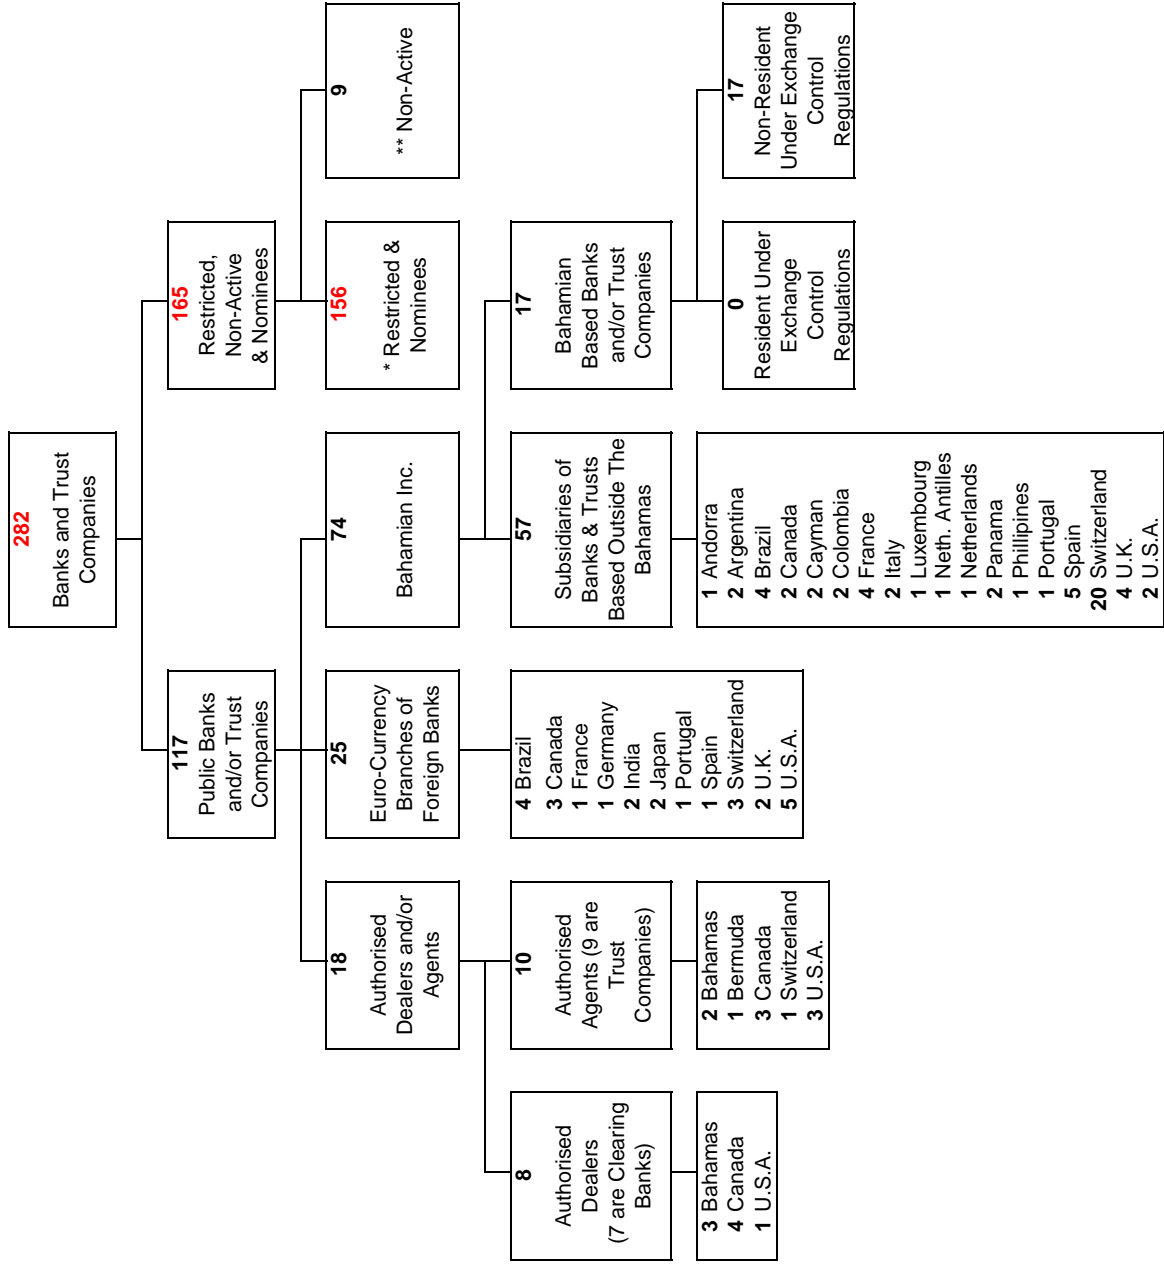 282
Banks and Trust
Companies
117
Public Banks
and/or Trust
Companies
165
Restricted,
Non-Active
& Nominees
18
Authorised
Dealers and/or
Agents
25
Euro-Currency
Branches of
Foreign Banks
74
Bahamian Inc.
156
* Restricted &
Nominees
9
** Non-Active
8
Authorised
Dealers
(7 are Clearing
Banks)
10
Authorised
Agents (9 are
Trust
Companies)
4 Brazil
3 Canada
1 France
1 Germany
2 India
2 Japan
1 Portugal
1 Spain
3 Switzerland
2 U.K.
5 U.S.A.
57
Subsidiaries of
Banks & Trusts
Based Outside The
Bahamas
17
Bahamian
Based Banks
and/or Trust
Companies
3 Bahamas
4 Canada
1 U.S.A.
2 Bahamas
1 Bermuda
3 Canada
1 Switzerland
3 U.S.A.
1 Andorra
2 Argentina
4 Brazil
2 Canada
2 Cayman
2 Colombia
4 France
2 Italy
1 Luxembourg
1 Neth. Antilles
1 Netherlands
2 Panama
1 Phillipines
1 Portugal
5 Spain
20 Switzerland
4 U.K.
2 U.S.A.
0
Resident Under
Exchange
Control
Regulations
17
Non-Resident
Under Exchange
Control
Regulations